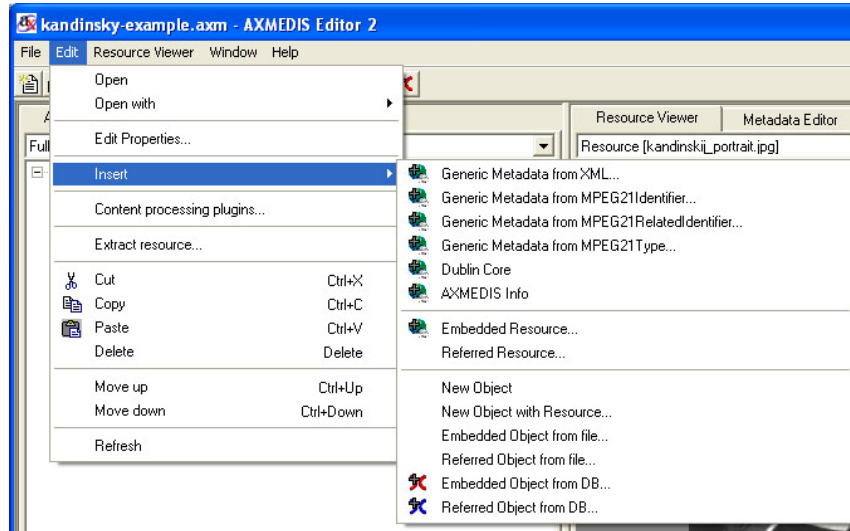 kandinsky-example.axm - AXMEDIS Editor 2
File Edit Resource Viewer Window Help
Resource Viewer Metadata Editor
Resource [kandinskij_portrait.jpg]
Open
Open with
Edit Properties...
Insert
Content processing plugins...
Extract resource...
Cut Ctrl+X
Copy Ctrl+C
Paste Ctrl+V
Delete Delete
Move up Ctrl+Up
Move down Ctrl+Down
Refresh
Generic Metadata from XML...
Generic Metadata from MPEG21Identifier...
Generic Metadata from MPEG21RelatedIdentifier...
Generic Metadata from MPEG21Type...
Dublin Core
AXMEDIS Info
Embedded Resource...
Referred Resource...
New Object
New Object with Resource...
Embedded Object from file...
Referred Object from file...
Embedded Object from DB...
Referred Object from DB...